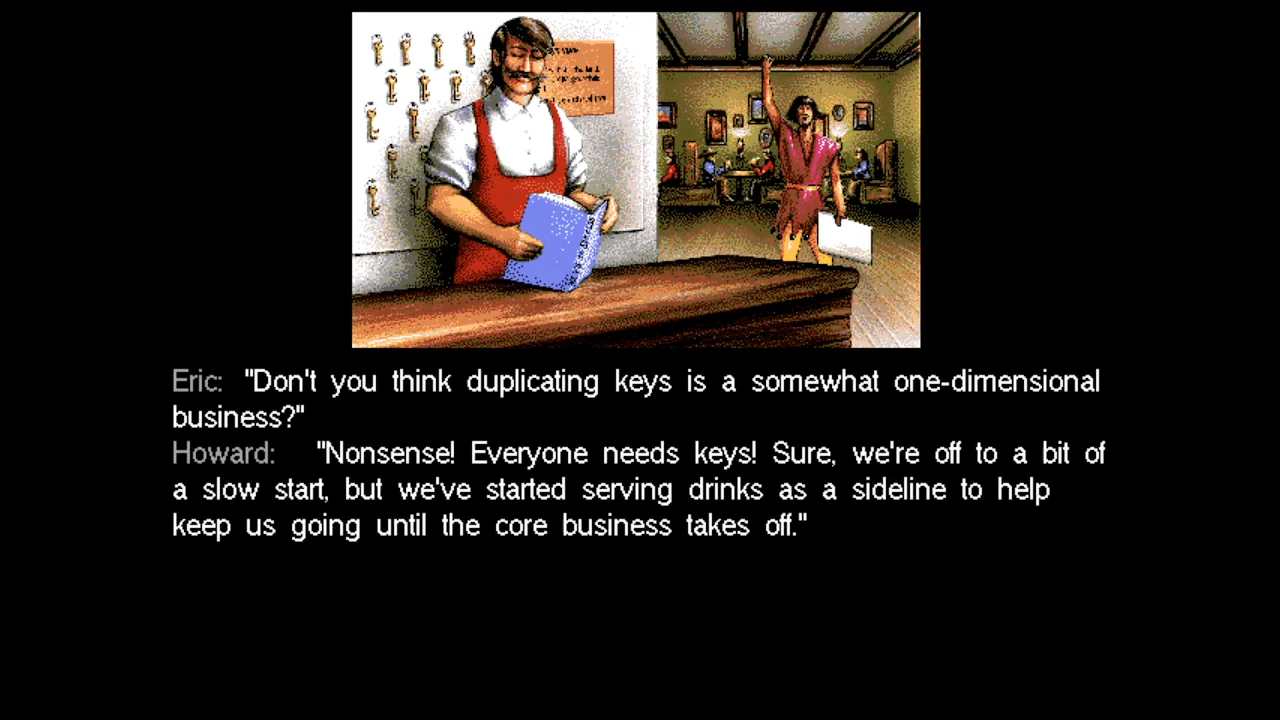 Eric: "Don't you think duplicating keys is a somewhat one-dimensional
business?"
Howard: "Nonsense! Everyone needs keys! Sure, we're off to a bit of
a slow start, but we've started serving drinks as a sideline to help
keep us going until the core business takes off."